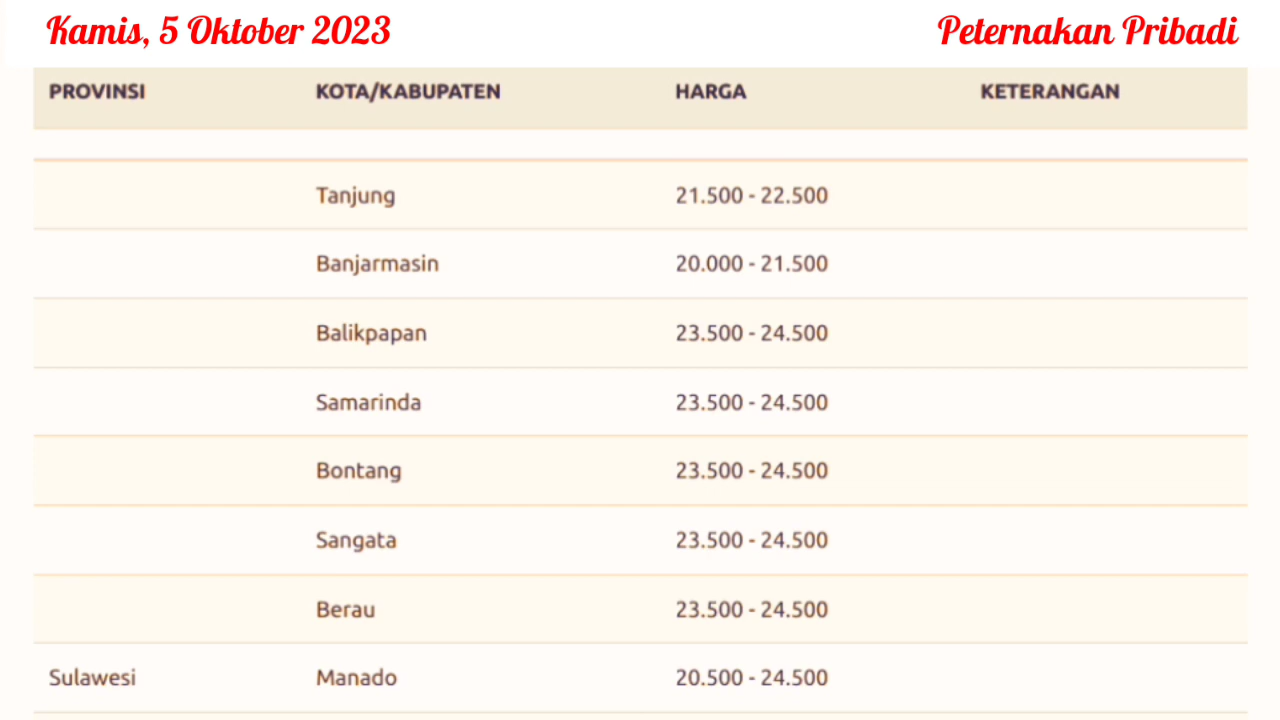 Kamis, 5 Oktober 2023 Peternakan Pribadi
PROVINSI KOTA/KABUPATEN HARGA KETERANGAN
Tanjung 21.500 - 22.500
Banjarmasin 20.000 - 21.500
Balikpapan 23.500 - 24.500
Samarinda 23.500 - 24.500
Bontang 23.500 - 24.500
Sangata 23.500 - 24.500
Berau 23.500 - 24.500
Sulawesi Manado 20.500 - 24.500